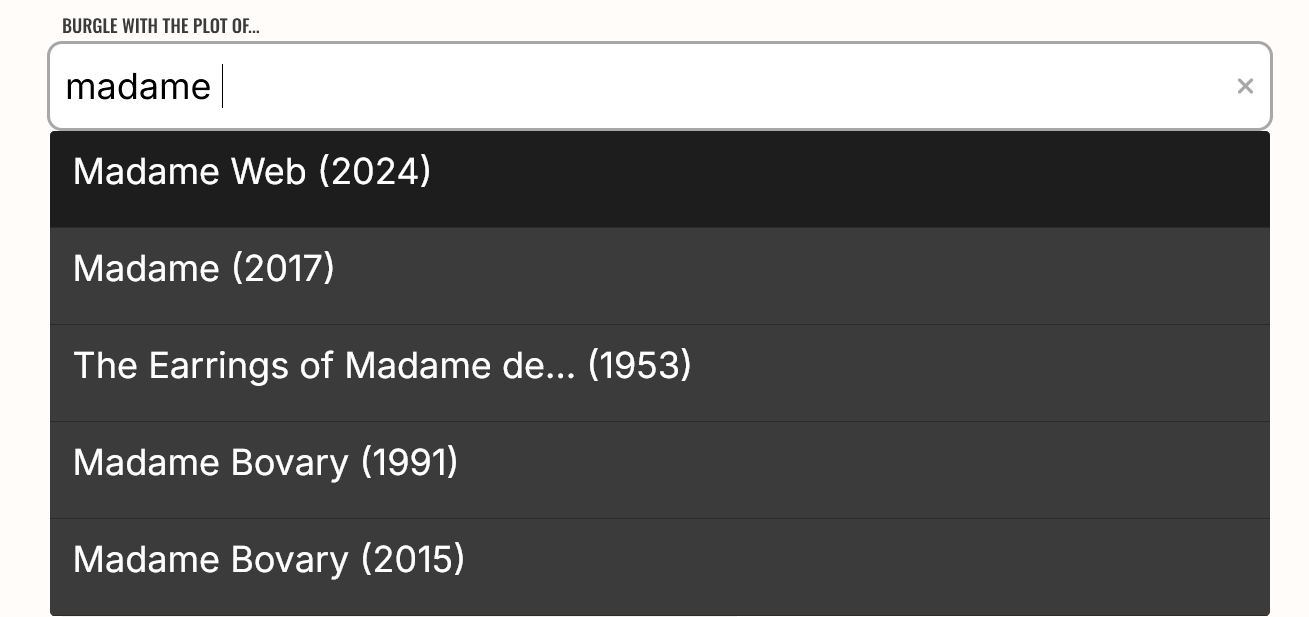 BURGLE WITH THE PLOT OF...
madame
Madame Web (2024)
Madame (2017)
The Earrings of Madame de... (1953)
Madame Bovary (1991)
Madame Bovary (2015)